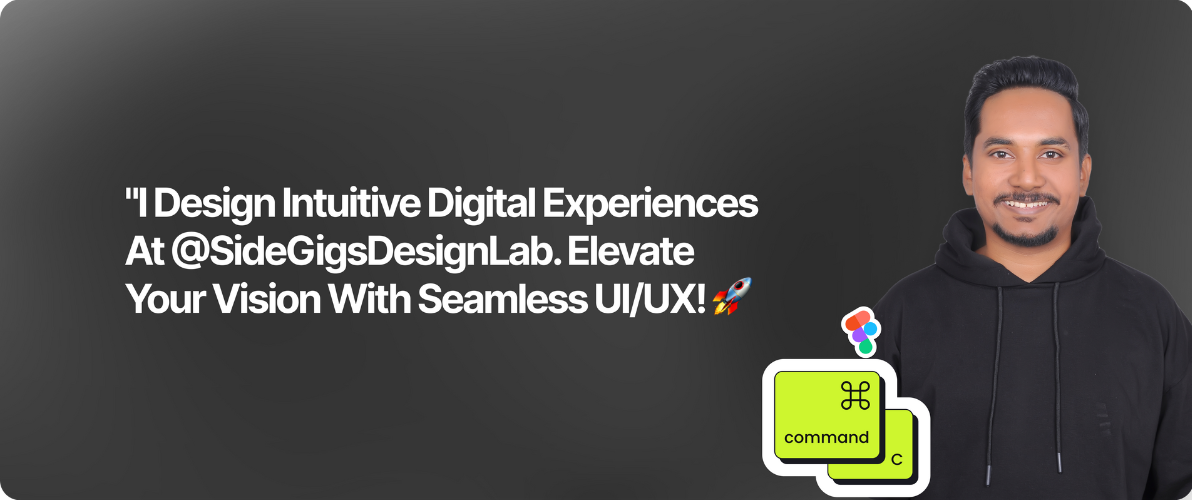 "I Design Intuitive Digital Experiences
At @SideGigsDesignLab. Elevate
Your Vision With Seamless UI/UX! 🚀
⌘
command
C